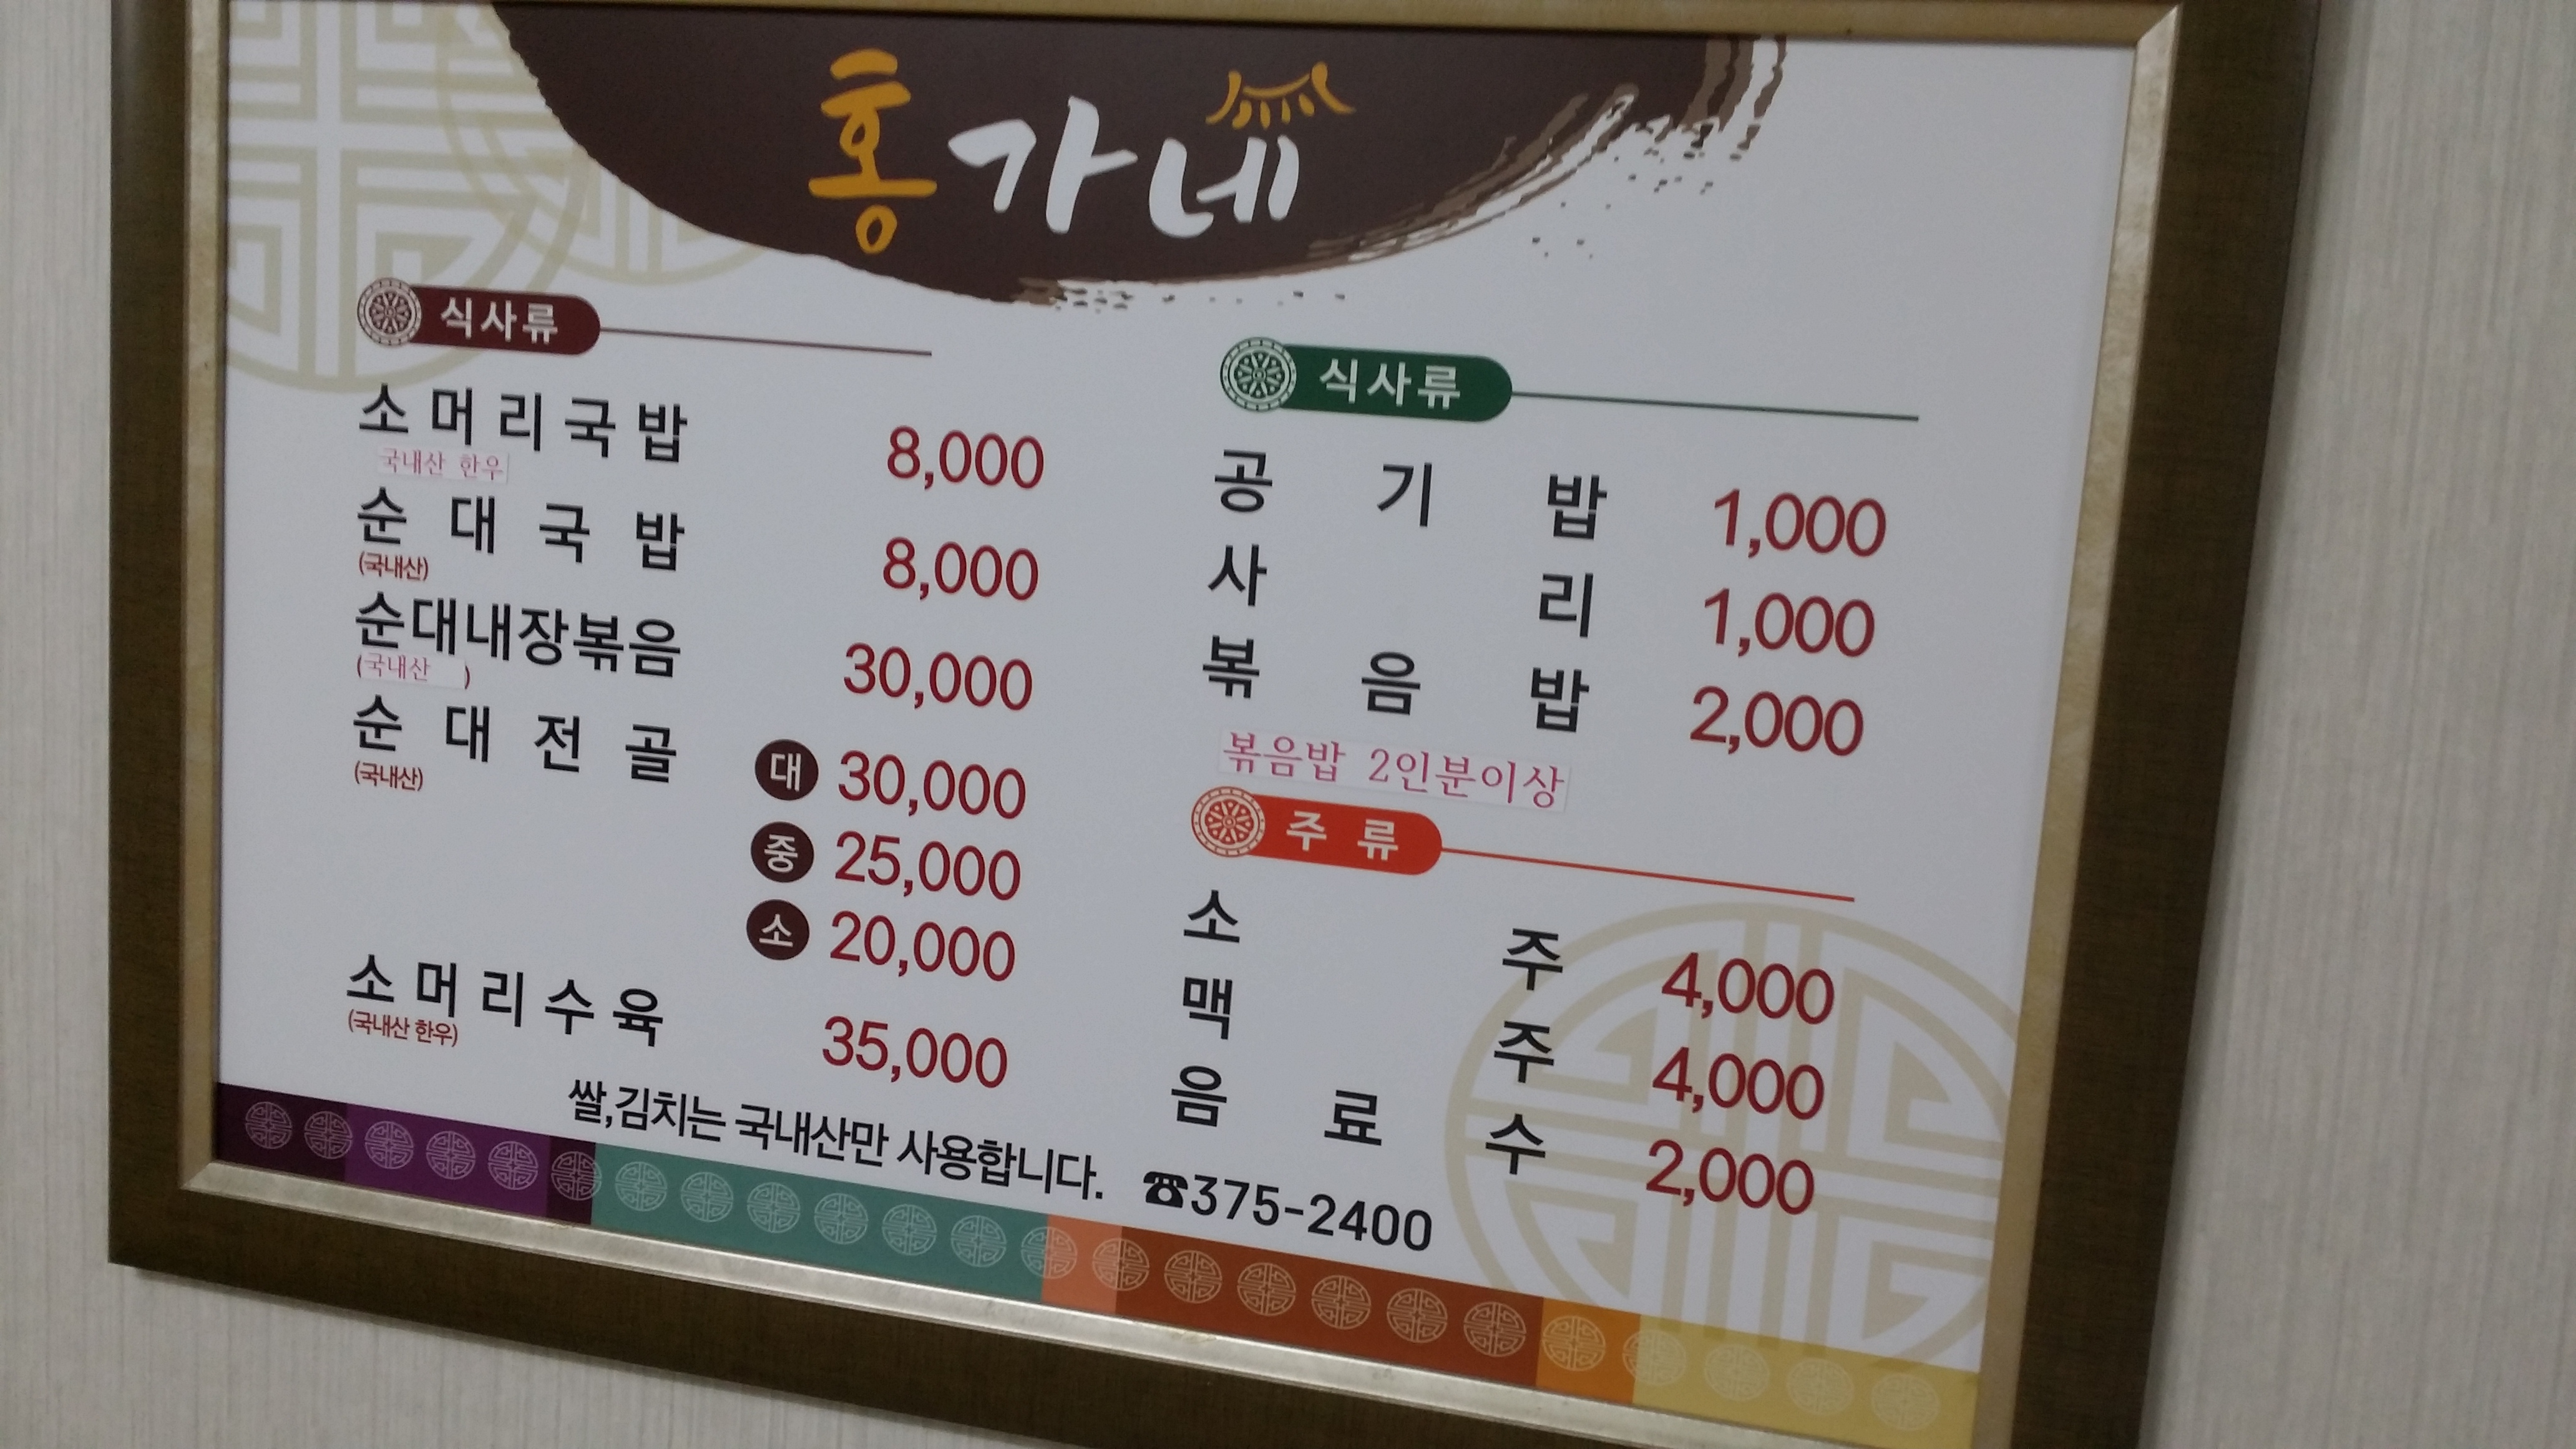 홍가네
식사류
소머리국밥 8,000
국내산 한우
순대국밥 8,000
(국내산)
순대내장볶음 30,000
(국내산)
순대전골 대 30,000
(국내산)
중 25,000
소 20,000
소머리수육 35,000
(국내산 한우)
식사류
공기밥 1,000
사리 1,000
볶음밥 2,000
볶음밥 2인분이상
주류
소주 4,000
맥주 4,000
음료수 2,000
쌀,김치는 국내산만 사용합니다. ☎375-2400